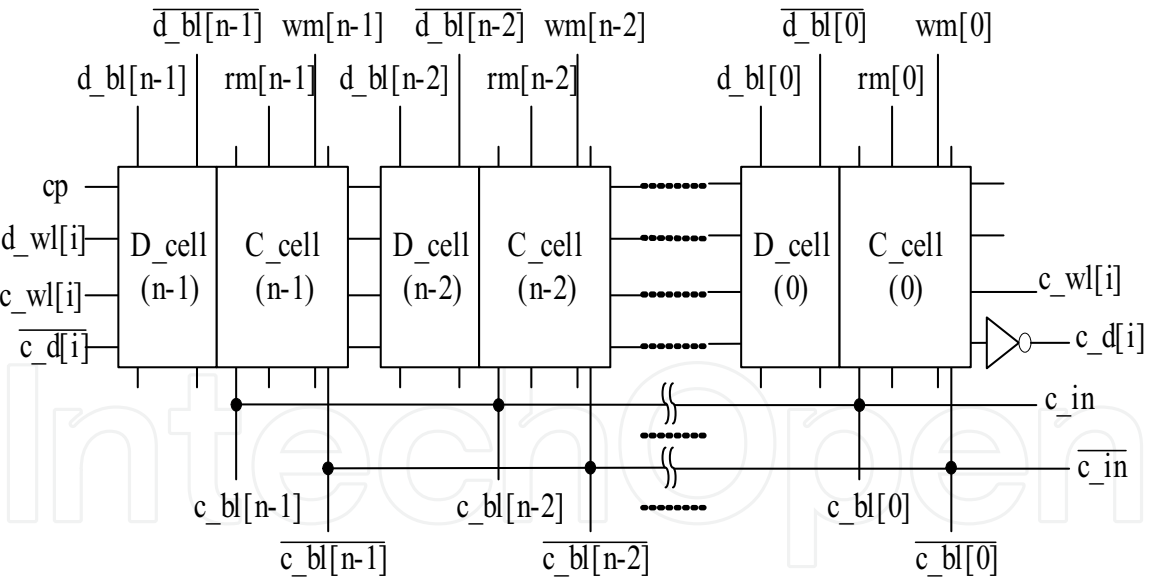 d_bl[n-1] wm[n-1] d_bl[n-2] wm[n-2] d_bl[0] wm[0]
d_bl[n-1] rm[n-1] d_bl[n-2] rm[n-2] d_bl[0] rm[0]
cp
d_wl[i] D_cell C_cell D_cell C_cell D_cell C_cell
(n-1) (n-1) (n-2) (n-2) (0) (0)
c_wl[i] c_wl[i]
c_d[i] c_d[i]
c_in
c_in
c_bl[n-1] c_bl[n-2] c_bl[0]
c_bl[n-1] c_bl[n-2] c_bl[0]
IntechOpen